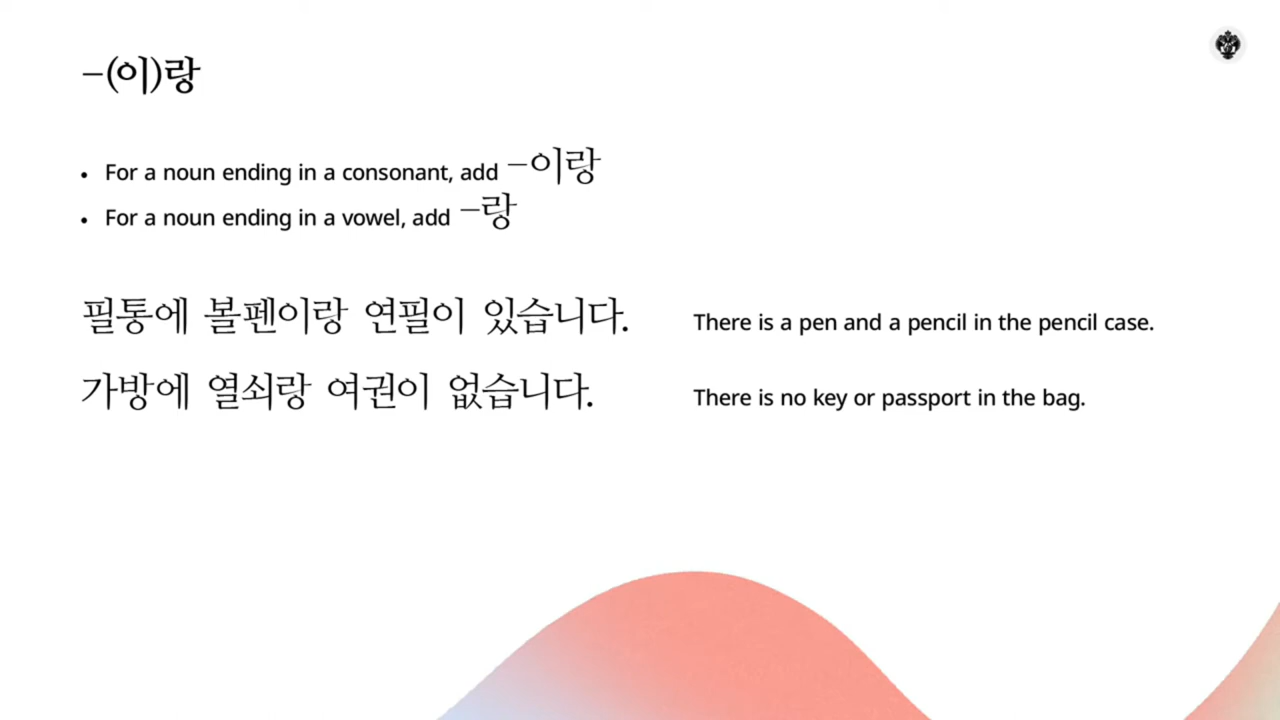 –(이)랑
• For a noun ending in a consonant, add –이랑
• For a noun ending in a vowel, add –랑
필통에 볼펜이랑 연필이 있습니다. There is a pen and a pencil in the pencil case.
가방에 열쇠랑 여권이 없습니다. There is no key or passport in the bag.